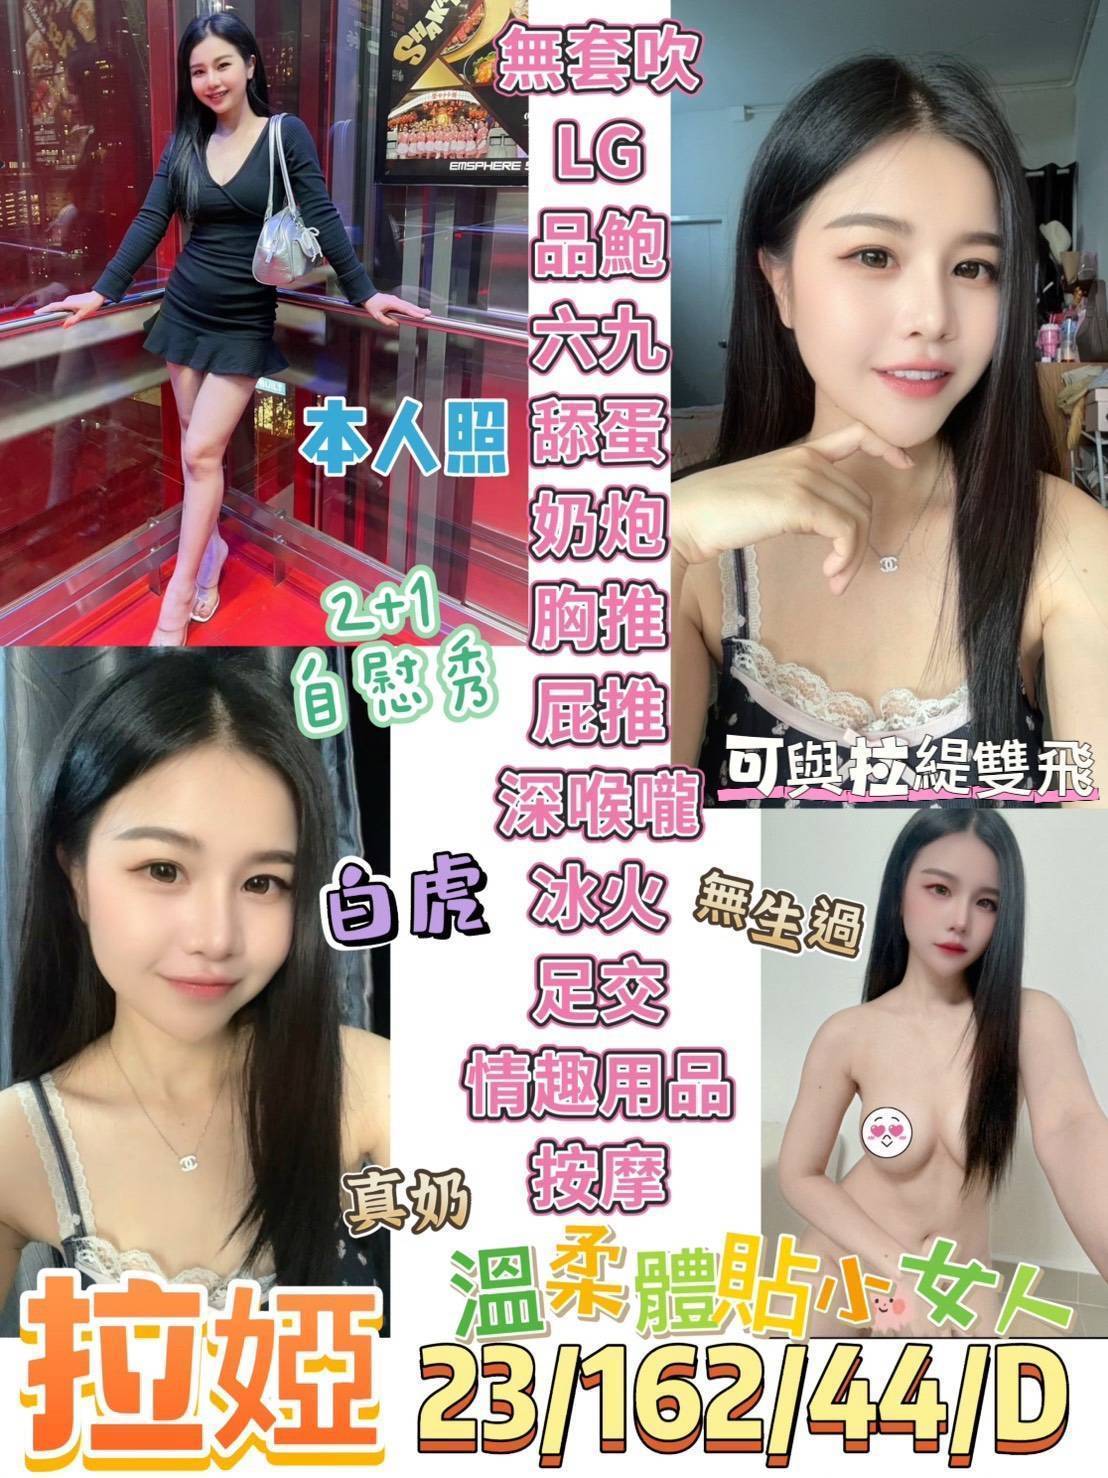 SHAKA
EMSPHERE S
BUILT
無套吹
LG
品鮑
六九
舔蛋
奶炮
胸推
屁推
深喉嚨
冰火
足交
情趣用品
按摩
本人照
2+1
自慰秀
可與拉緹雙飛
白虎
無生過
真奶
溫柔體貼小女人
拉婭
23/162/44/D